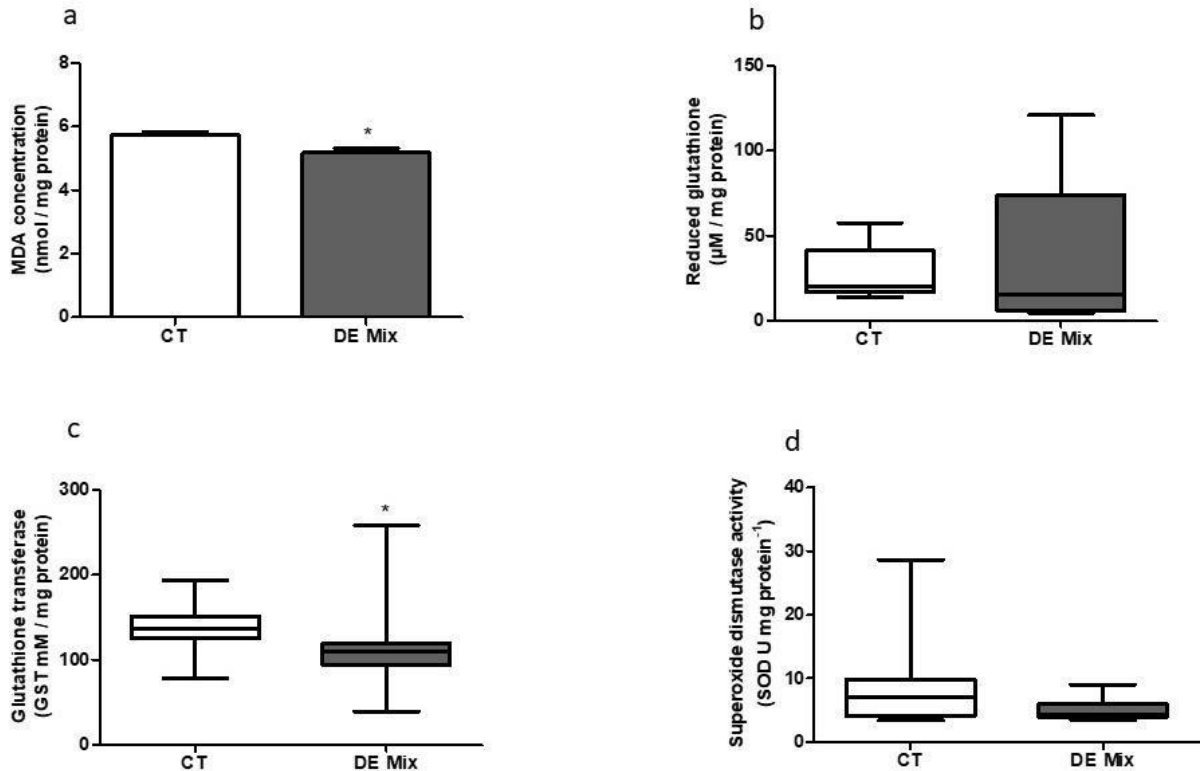 a
MDA concentration
(nmol / mg protein)
8
6
4
2
0
*
CT
DE Mix
b
Reduced glutathione
(µM / mg protein)
150
100
50
0
CT
DE Mix
c
Glutathione transferase
(GST mM / mg protein)
300
200
100
0
*
CT
DE Mix
d
Superoxide dismutase activity
(SOD U mg protein⁻¹)
40
30
20
10
0
CT
DE Mix